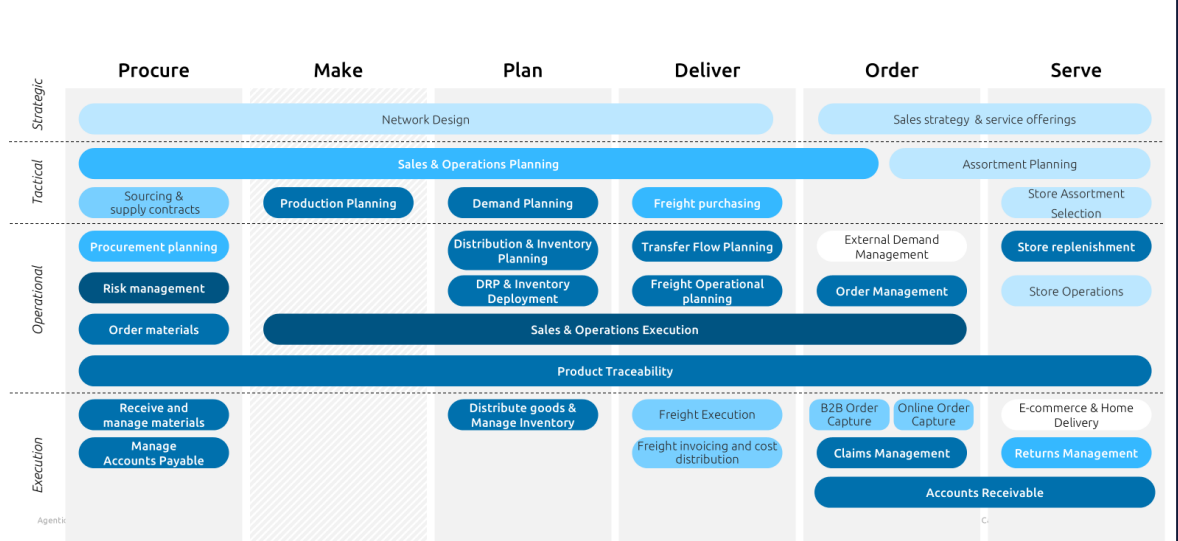 Procure
Make
Plan
Deliver
Order
Serve
Strategic
Network Design
Sales strategy & service offerings
Tactical
Sales & Operations Planning
Assortment Planning
Sourcing &
supply contracts
Production Planning
Demand Planning
Freight purchasing
Store Assortment
Selection
Operational
Procurement planning
Distribution & Inventory
Planning
Transfer Flow Planning
External Demand
Management
Store replenishment
Risk management
DRP & Inventory
Deployment
Freight Operational
planning
Order Management
Store Operations
Order materials
Sales & Operations Execution
Product Traceability
Execution
Receive and
manage materials
Distribute goods &
Manage Inventory
Freight Execution
B2B Order
Capture
Online Order
Capture
E-commerce & Home
Delivery
Manage
Accounts Payable
Freight invoicing and cost
distribution
Claims Management
Returns Management
Accounts Receivable